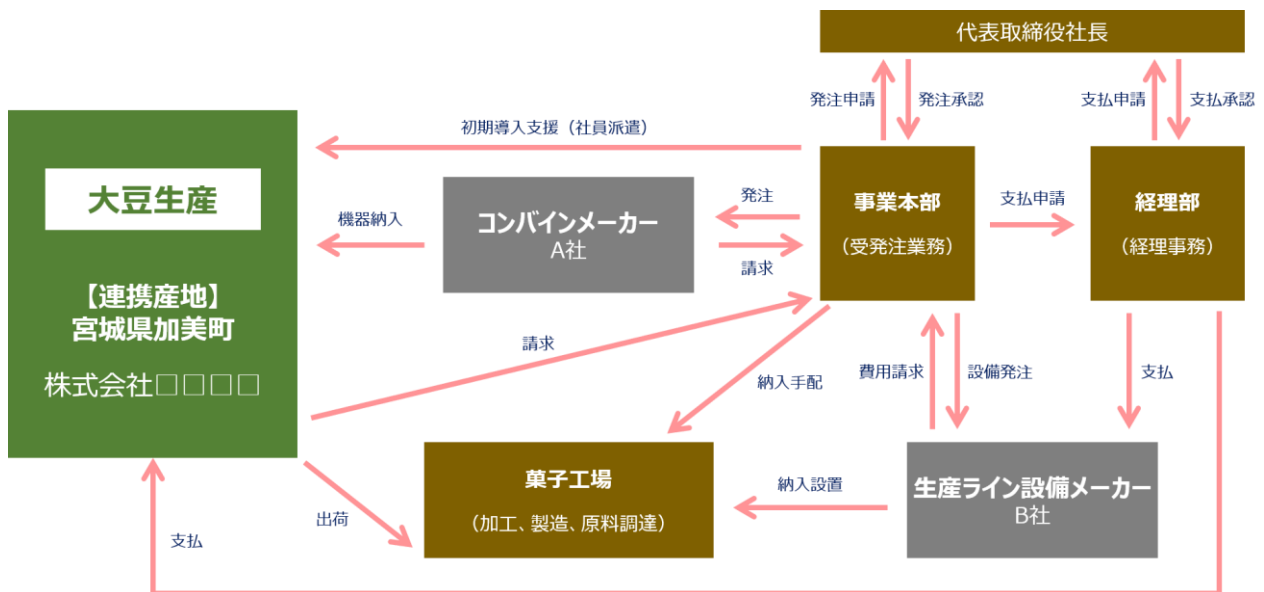 代表取締役社長
発注申請
発注承認
支払申請
支払承認
初期導入支援（社員派遣）
大豆生産
【連携産地】
宮城県加美町
株式会社□□□□
機器納入
コンバインメーカー
A社
発注
請求
事業本部
（受発注業務）
支払申請
経理部
（経理事務）
請求
納入手配
費用請求
設備発注
支払
菓子工場
（加工、製造、原料調達）
納入設置
生産ライン設備メーカー
B社
出荷
支払